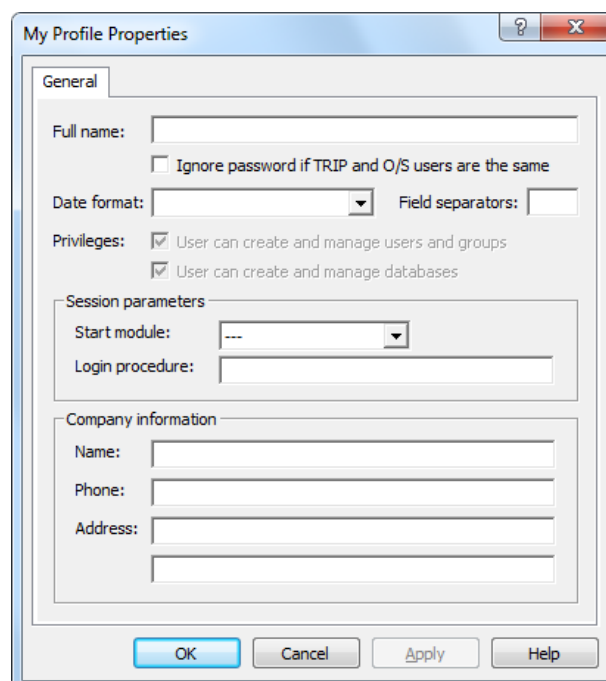 My Profile Properties
?
General
Full name:
Ignore password if TRIP and O/S users are the same
Date format: Field separators:
Privileges: User can create and manage users and groups
User can create and manage databases
Session parameters
Start module: ---
Login procedure:
Company information
Name:
Phone:
Address:
OK Cancel Apply Help